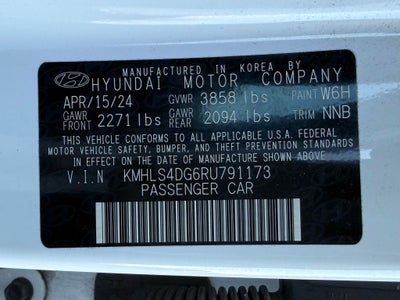 MANUFACTURED IN KOREA BY
HYUNDAI MOTOR COMPANY
APR/15/24 GVWR 3858 lbs PAINT W6H
GAWR FRONT 2271 lbs GAWR REAR 2094 lbs TRIM NNB
THIS VEHICLE CONFORMS TO ALL APPLICABLE U.S.A. FEDERAL
MOTOR VEHICLE SAFETY, BUMPER, AND THEFT PREVENTION STANDARDS
IN EFFECT ON THE DATE OF MANUFACTURE SHOWN ABOVE.
V.I.N KMHLS4DG6RU791173
PASSENGER CAR